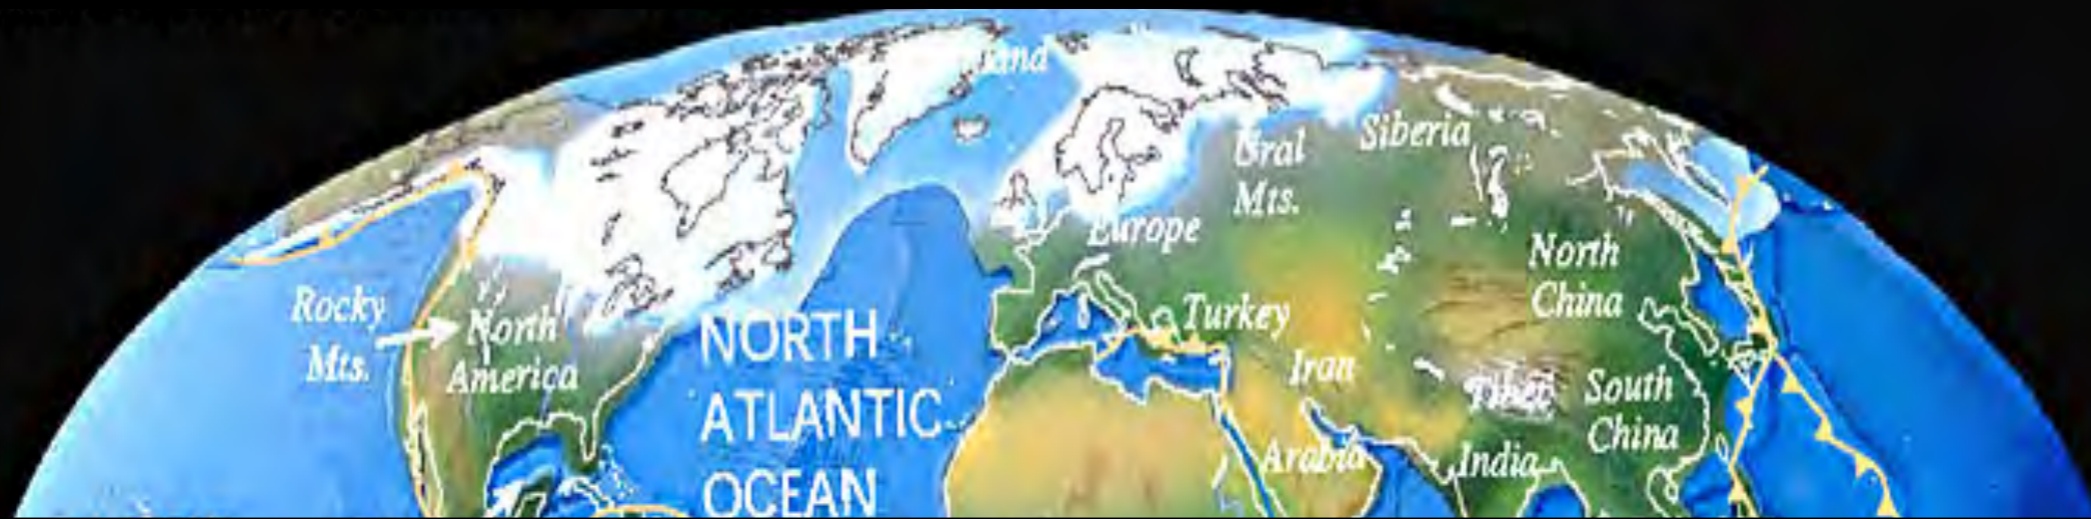 Ural
Mts.
Siberia
Europe
North
China
Rocky
Mts.
North
America
Turkey
Iran
Tibet
South
China
Arabia
India
NORTH
ATLANTIC
OCEAN